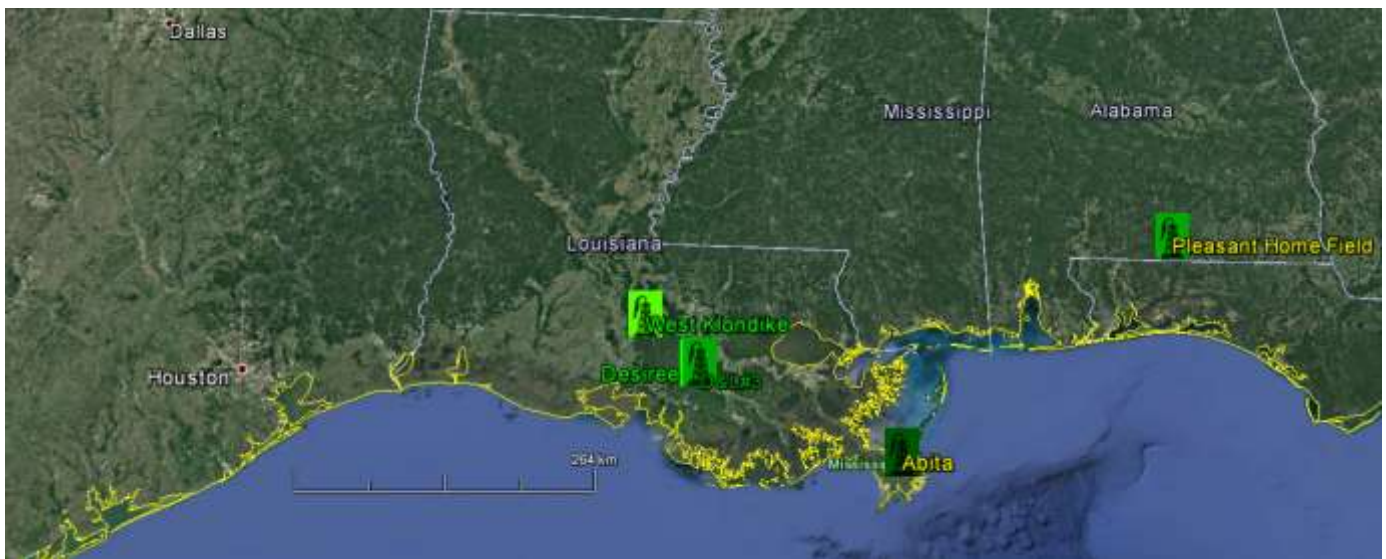 Dallas
Mississippi
Alabama
Louisiana
Pleasant Home Field
West Klondike
Desiree
Houston
264 km
Abita